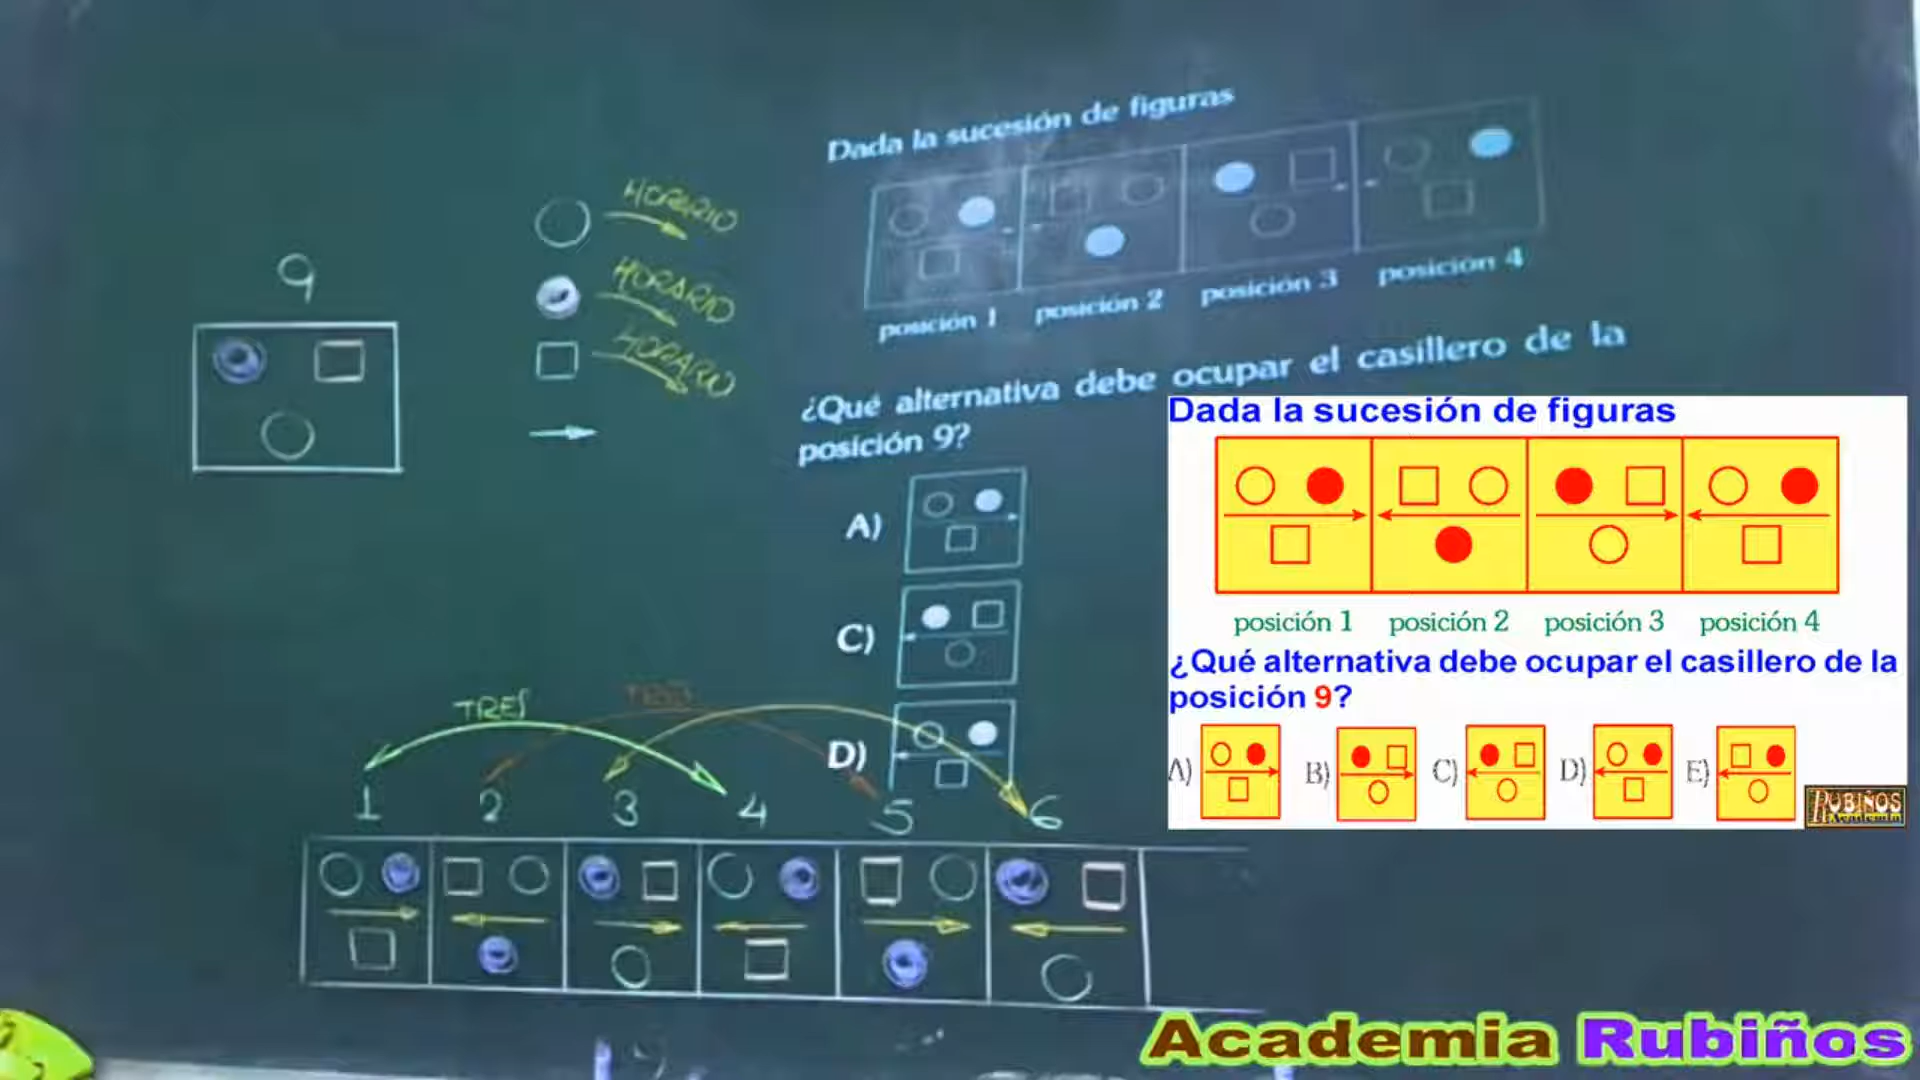 Dada la sucesión de figuras
posición 1 posición 2 posición 3 posición 4
¿Qué alternativa debe ocupar el casillero de la
posición 9?
A)
C)
D)
9
HORARIO
HORARIO
HORARIO
TRES
TRES
1 2 3 4 5 6
Dada la sucesión de figuras
posición 1 posición 2 posición 3 posición 4
¿Qué alternativa debe ocupar el casillero de la
posición 9?
A) B) C) D) E)
RUBIÑOS
Academia Rubiños